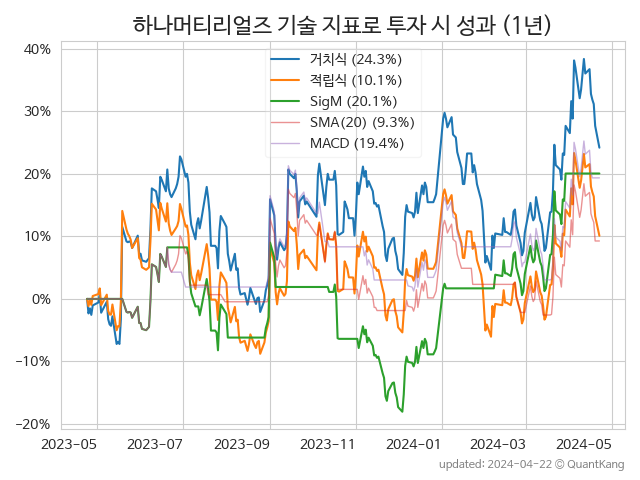 하나머티리얼즈 기술 지표로 투자 시 성과 (1년)
거치식 (24.3%)
적립식 (10.1%)
SigM (20.1%)
SMA(20) (9.3%)
MACD (19.4%)
40%
30%
20%
10%
0%
−10%
−20%
2023-05 2023-07 2023-09 2023-11 2024-01 2024-03 2024-05
updated: 2024-04-22 © QuantKang